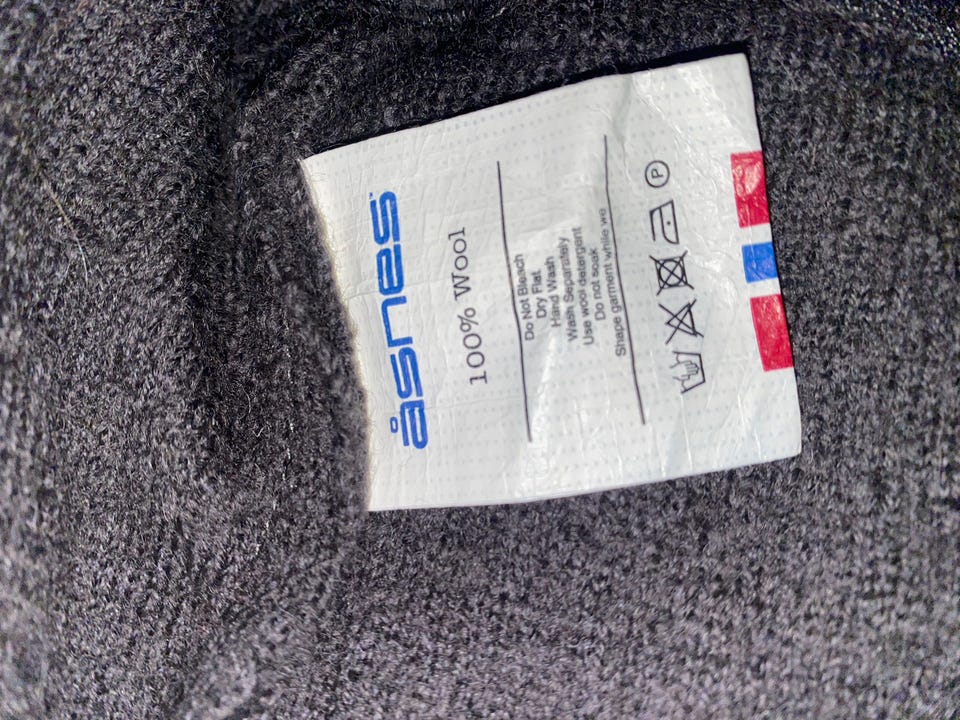 åsnes™
100% Wool
Do Not Bleach
Dry Flat
Hand Wash
Wash Separately
Use wool detergent
Do not soak
Shape garment while we
P